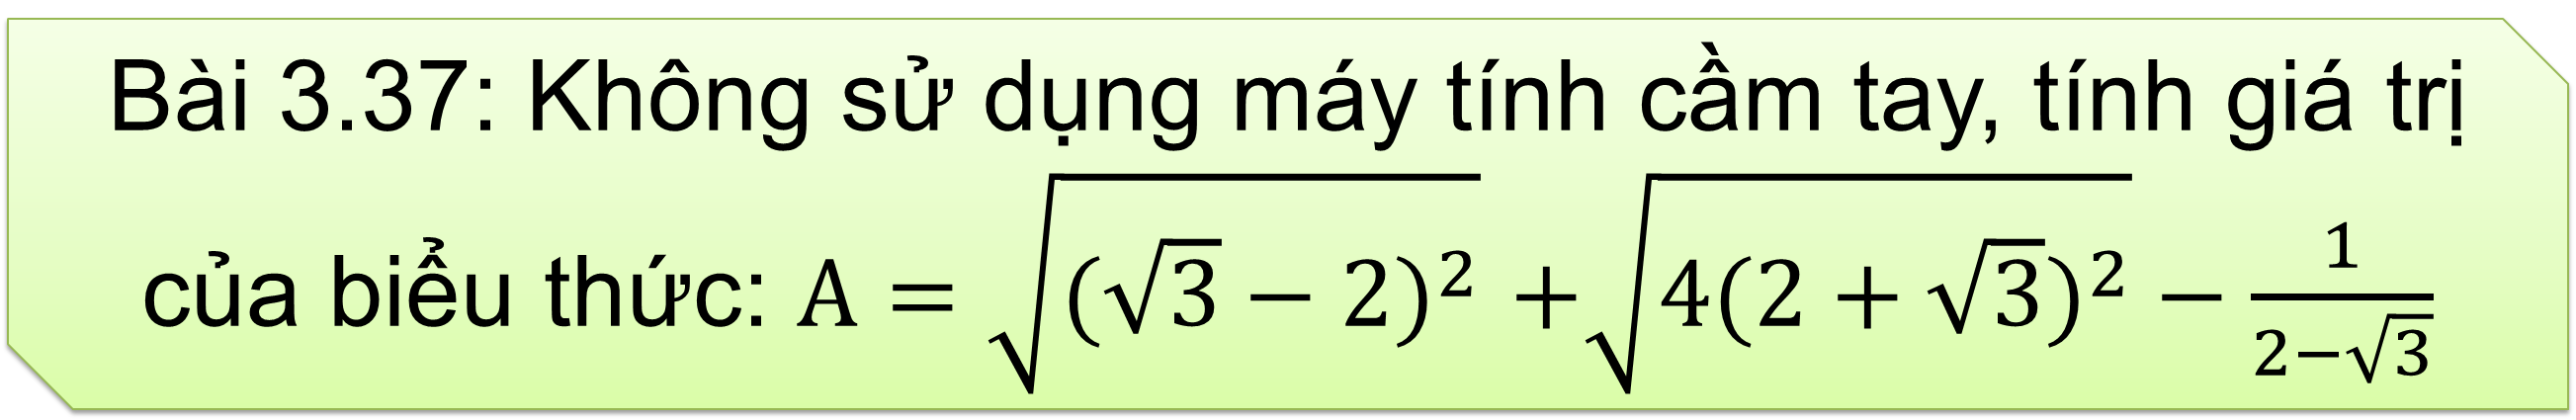 Bài 3.37: Không sử dụng máy tính cầm tay, tính giá trị
của biểu thức: A = √((√3 − 2)²) + √(4(2 + √3)²) − 1/(2−√3)